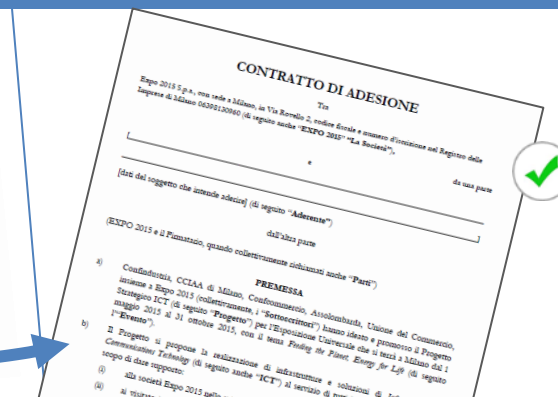 CONTRATTO DI ADESIONE
Tra
Expo 2015 S.p.a., con sede a Milano, in Via Rovello 2, codice fiscale e numero d'iscrizione nel Registro delle
Imprese di Milano 06398130960 (di seguito anche "EXPO 2015" "La Società"),
da una parte
e
[ ]
[dati del soggetto che intende aderire] (di seguito "Aderente")
dall'altra parte
(EXPO 2015 e il Firmatario, quando collettivamente richiamati anche "Parti")
PREMESSA
a) Confindustria, CCIAA di Milano, Confcommercio, Assolombarda, Unione del Commercio,
insieme a Expo 2015 (collettivamente, i "Sottoscrittori") hanno ideato e promosso il Progetto
Strategico ICT (di seguito "Progetto") per l'Esposizione Universale che si terrà a Milano dal 1
maggio 2015 al 31 ottobre 2015, con il tema Feeding the Planet, Energy for Life (di seguito
l'"Evento").
b) Il Progetto si propone la realizzazione di infrastrutture e soluzioni di
Communications Technology (di seguito anche "ICT") al servizio di
scopo di dare supporto:
(i) alla società Expo 2015
(ii) ai